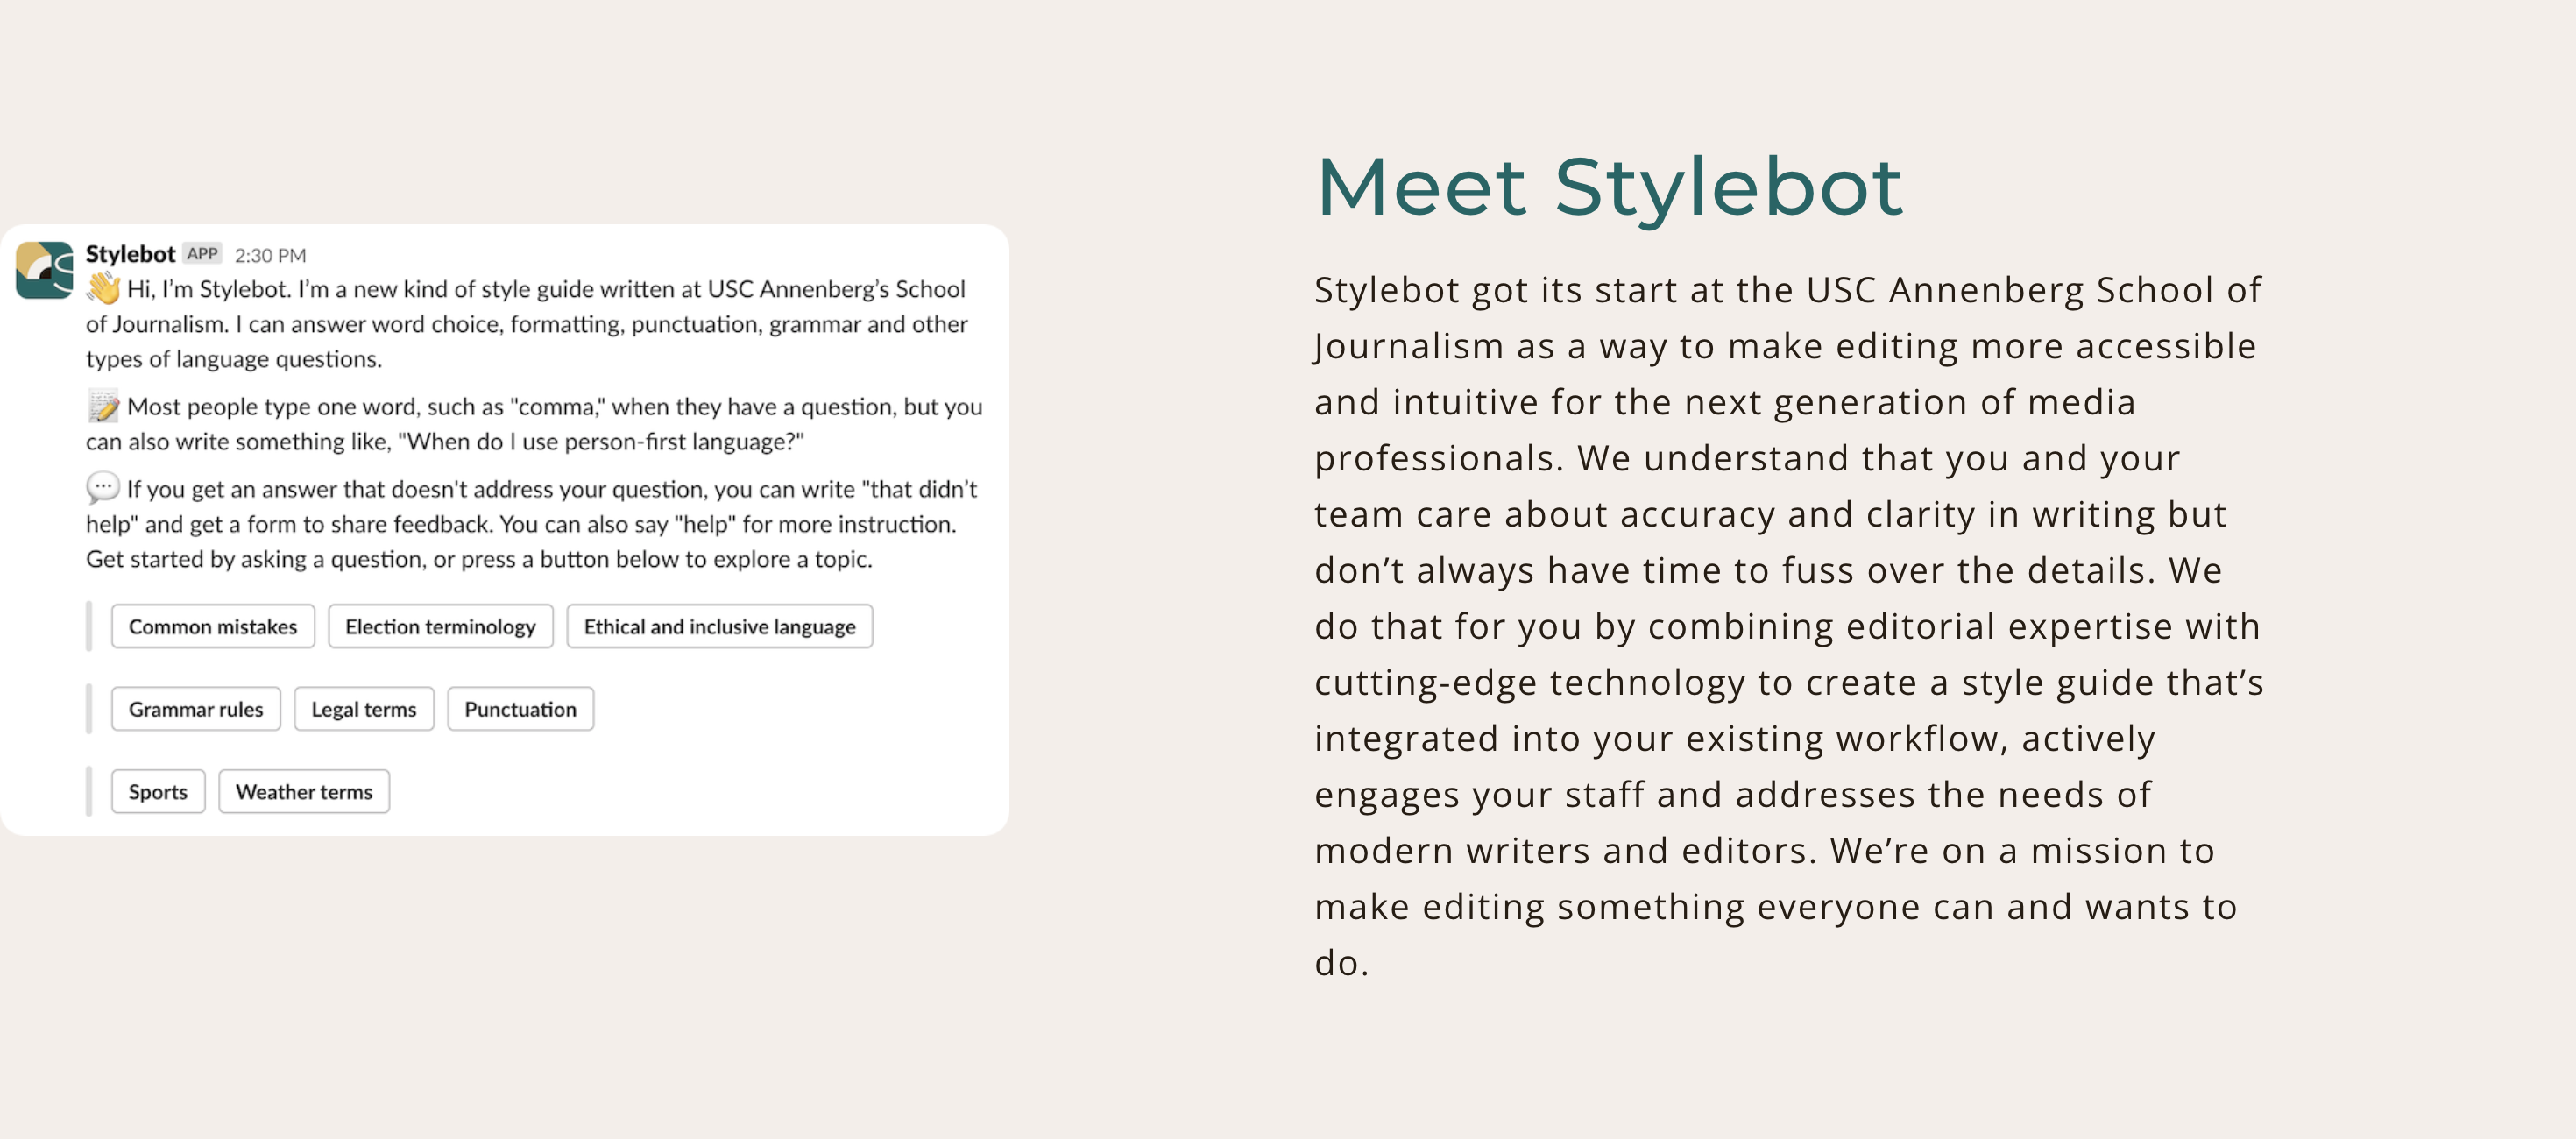 Stylebot APP 2:30 PM
👋 Hi, I’m Stylebot. I’m a new kind of style guide written at USC Annenberg’s School
of Journalism. I can answer word choice, formatting, punctuation, grammar and other
types of language questions.
📝 Most people type one word, such as "comma," when they have a question, but you
can also write something like, "When do I use person-first language?"
💬 If you get an answer that doesn't address your question, you can write "that didn’t
help" and get a form to share feedback. You can also say "help" for more instruction.
Get started by asking a question, or press a button below to explore a topic.
Common mistakes Election terminology Ethical and inclusive language
Grammar rules Legal terms Punctuation
Sports Weather terms
Meet Stylebot
Stylebot got its start at the USC Annenberg School of
Journalism as a way to make editing more accessible
and intuitive for the next generation of media
professionals. We understand that you and your
team care about accuracy and clarity in writing but
don’t always have time to fuss over the details. We
do that for you by combining editorial expertise with
cutting-edge technology to create a style guide that’s
integrated into your existing workflow, actively
engages your staff and addresses the needs of
modern writers and editors. We’re on a mission to
make editing something everyone can and wants to
do.